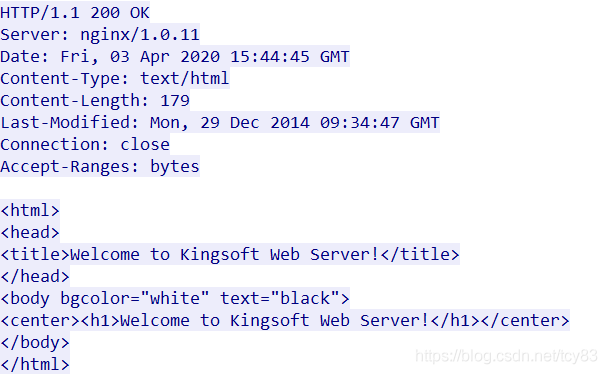 HTTP/1.1 200 OK
Server: nginx/1.0.11
Date: Fri, 03 Apr 2020 15:44:45 GMT
Content-Type: text/html
Content-Length: 179
Last-Modified: Mon, 29 Dec 2014 09:34:47 GMT
Connection: close
Accept-Ranges: bytes

<html>
<head>
<title>Welcome to Kingsoft Web Server!</title>
</head>
<body bgcolor="white" text="black">
<center><h1>Welcome to Kingsoft Web Server!</h1></center>
</body>
</html>
https://blog.csdn.net/tcy83